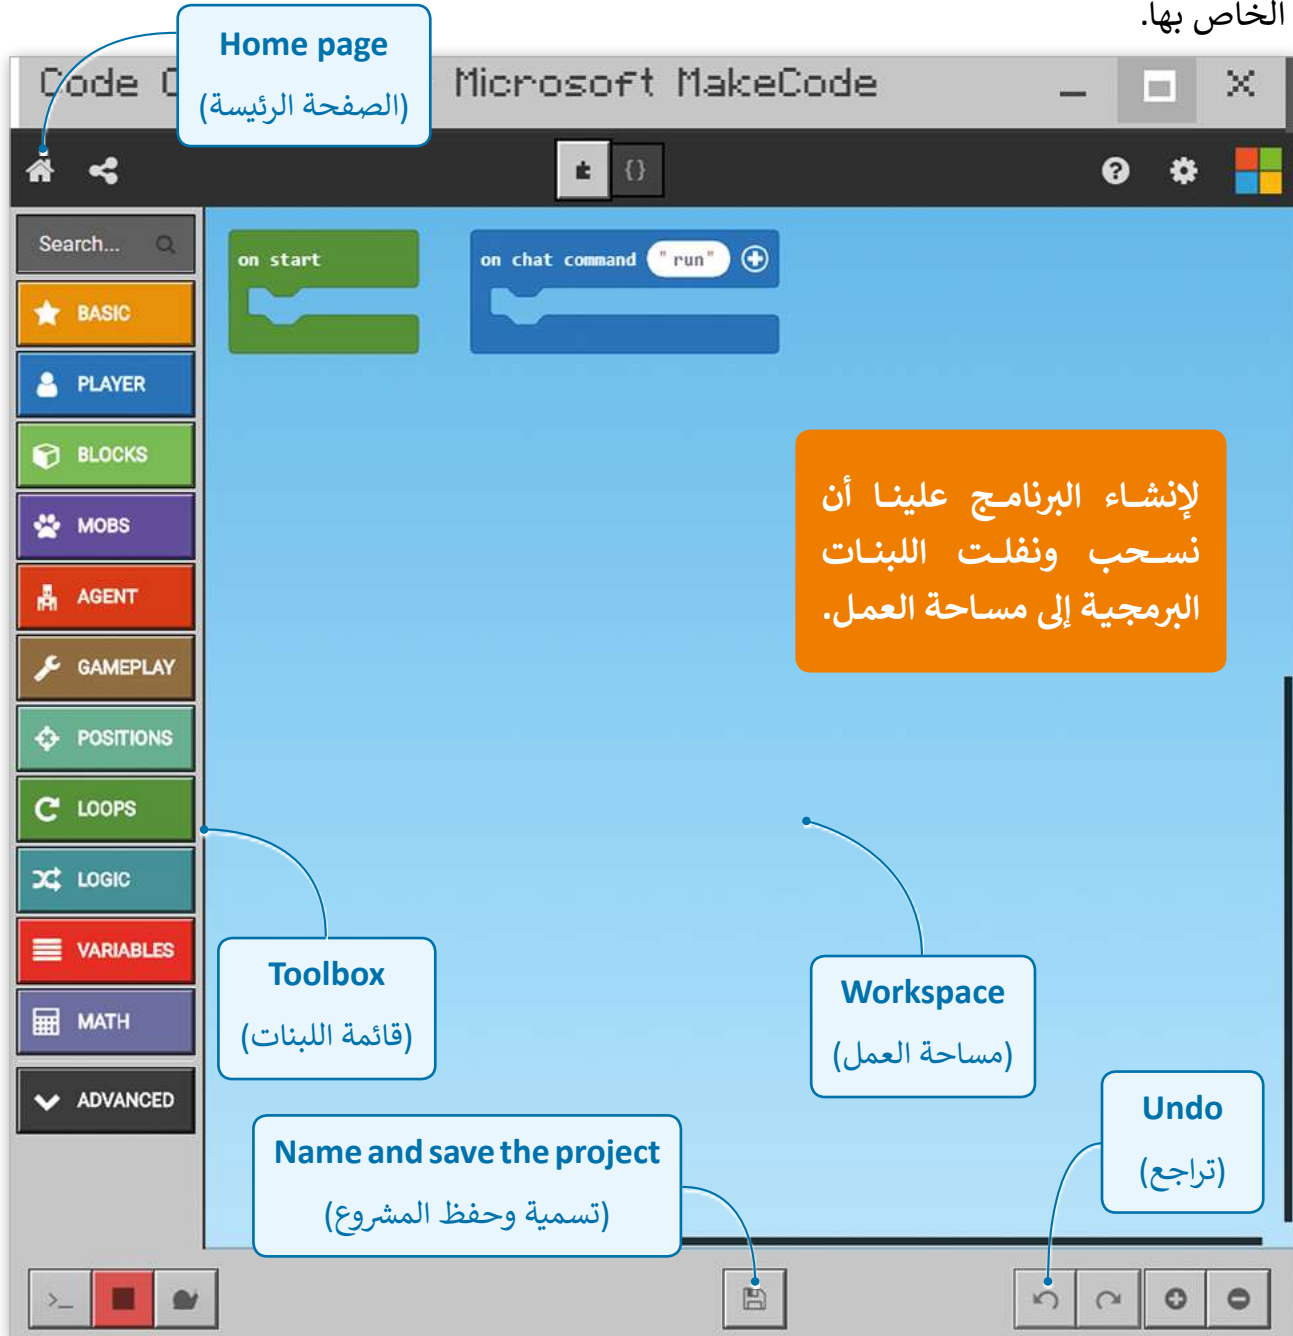 الخاص بها.
Home page
(الصفحة الرئيسة)
Code C
Microsoft MakeCode
{}
Search...
BASIC
PLAYER
BLOCKS
MOBS
AGENT
GAMEPLAY
POSITIONS
LOOPS
LOGIC
VARIABLES
MATH
ADVANCED
on start
on chat command "run"
لإنشاء البرنامج علينا أن
نسحب ونفلت اللبنات
البرمجية إلى مساحة العمل.
Toolbox
(قائمة اللبنات)
Workspace
(مساحة العمل)
Undo
(تراجع)
Name and save the project
(تسمية وحفظ المشروع)
>_